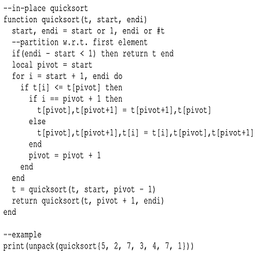 --in-place quicksort
function quicksort(t, start, endi)
  start, endi = start or 1, endi or #t
  --partition w.r.t. first element
  if(endi - start < 1) then return t end
  local pivot = start
  for i = start + 1, endi do
    if t[i] <= t[pivot] then
      if i == pivot + 1 then
        t[pivot],t[pivot+1] = t[pivot+1],t[pivot]
      else
        t[pivot],t[pivot+1],t[i] = t[i],t[pivot],t[pivot+1]
      end
      pivot = pivot + 1
    end
  end
  t = quicksort(t, start, pivot - 1)
  return quicksort(t, pivot + 1, endi)
end

--example
print(unpack(quicksort{5, 2, 7, 3, 4, 7, 1}))